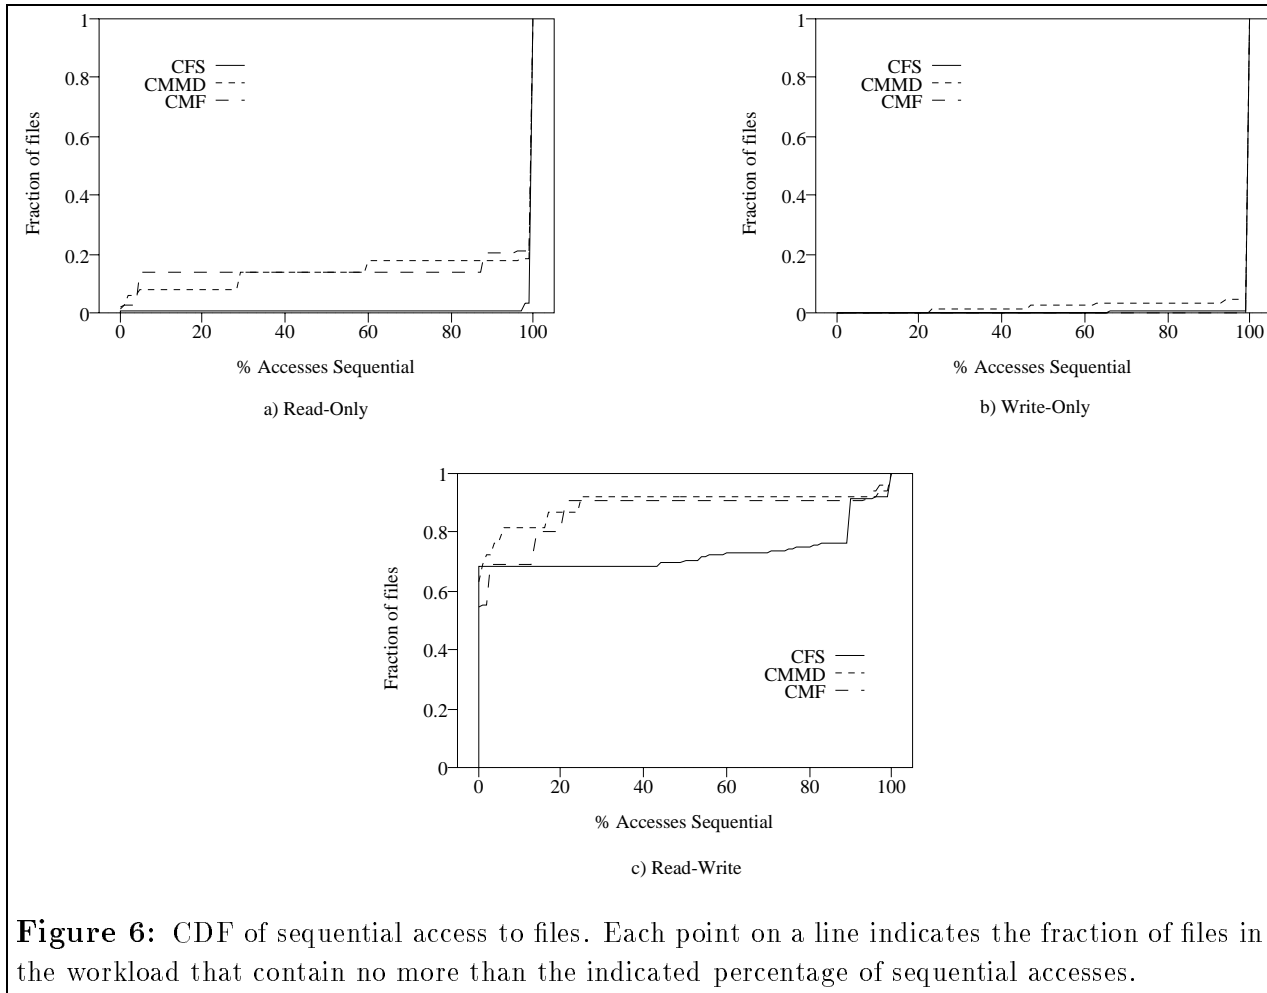 1
0.8
0.6
0.4
0.2
0
Fraction of files
CFS
CMMD
CMF
0 20 40 60 80 100
% Accesses Sequential
a) Read-Only
1
0.8
0.6
0.4
0.2
0
Fraction of files
CFS
CMMD
CMF
0 20 40 60 80 100
% Accesses Sequential
b) Write-Only
1
0.8
0.6
0.4
0.2
0
Fraction of files
CFS
CMMD
CMF
0 20 40 60 80 100
% Accesses Sequential
c) Read-Write
Figure 6: CDF of sequential access to files. Each point on a line indicates the fraction of files in
the workload that contain no more than the indicated percentage of sequential accesses.